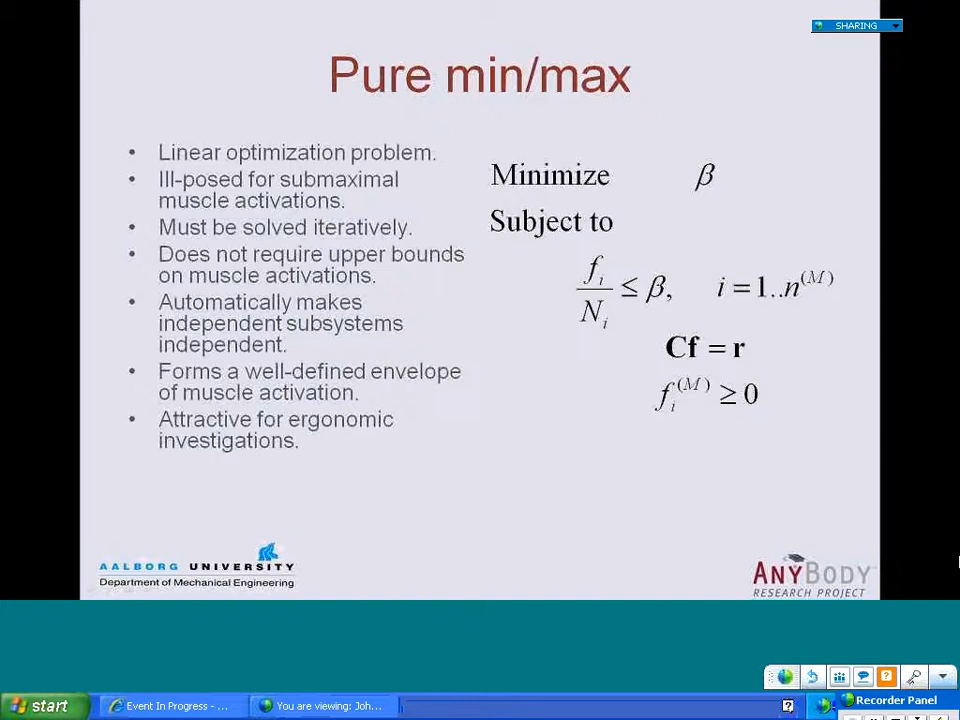 SHARING
Pure min/max
• Linear optimization problem.
• Ill-posed for submaximal
muscle activations.
• Must be solved iteratively.
• Does not require upper bounds
on muscle activations.
• Automatically makes
independent subsystems
independent.
• Forms a well-defined envelope
of muscle activation.
• Attractive for ergonomic
investigations.
Minimize β
Subject to
f_i / N_i ≤ β, i = 1..n^(M)
Cf = r
f_i^(M) ≥ 0
AALBORG UNIVERSITY
Department of Mechanical Engineering
ANYBODY
RESEARCH PROJECT
start
Event In Progress - ...
You are viewing: Joh...
Recorder Panel